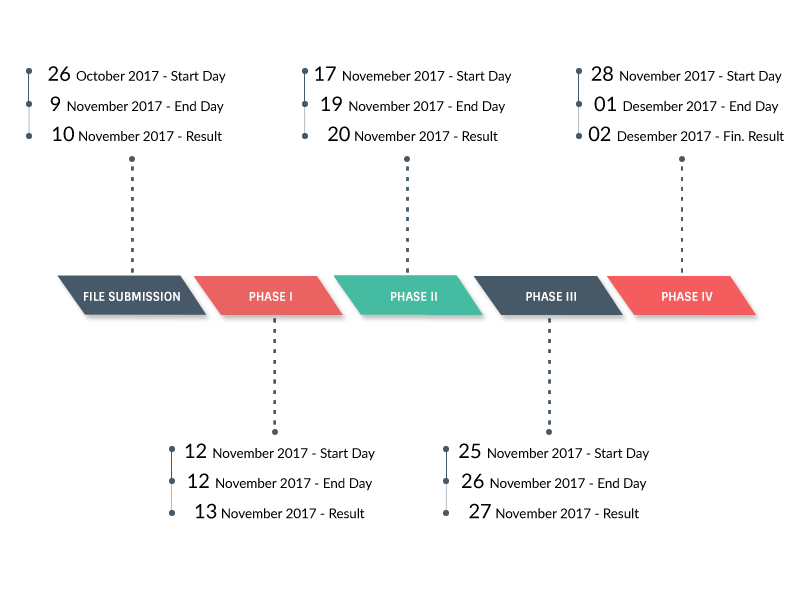 26 October 2017 - Start Day
9 November 2017 - End Day
10 November 2017 - Result
17 Novemeber 2017 - Start Day
19 November 2017 - End Day
20 November 2017 - Result
28 November 2017 - Start Day
01 Desember 2017 - End Day
02 Desember 2017 - Fin. Result
FILE SUBMISSION
PHASE I
PHASE II
PHASE III
PHASE IV
12 November 2017 - Start Day
12 November 2017 - End Day
13 November 2017 - Result
25 November 2017 - Start Day
26 November 2017 - End Day
27 November 2017 - Result